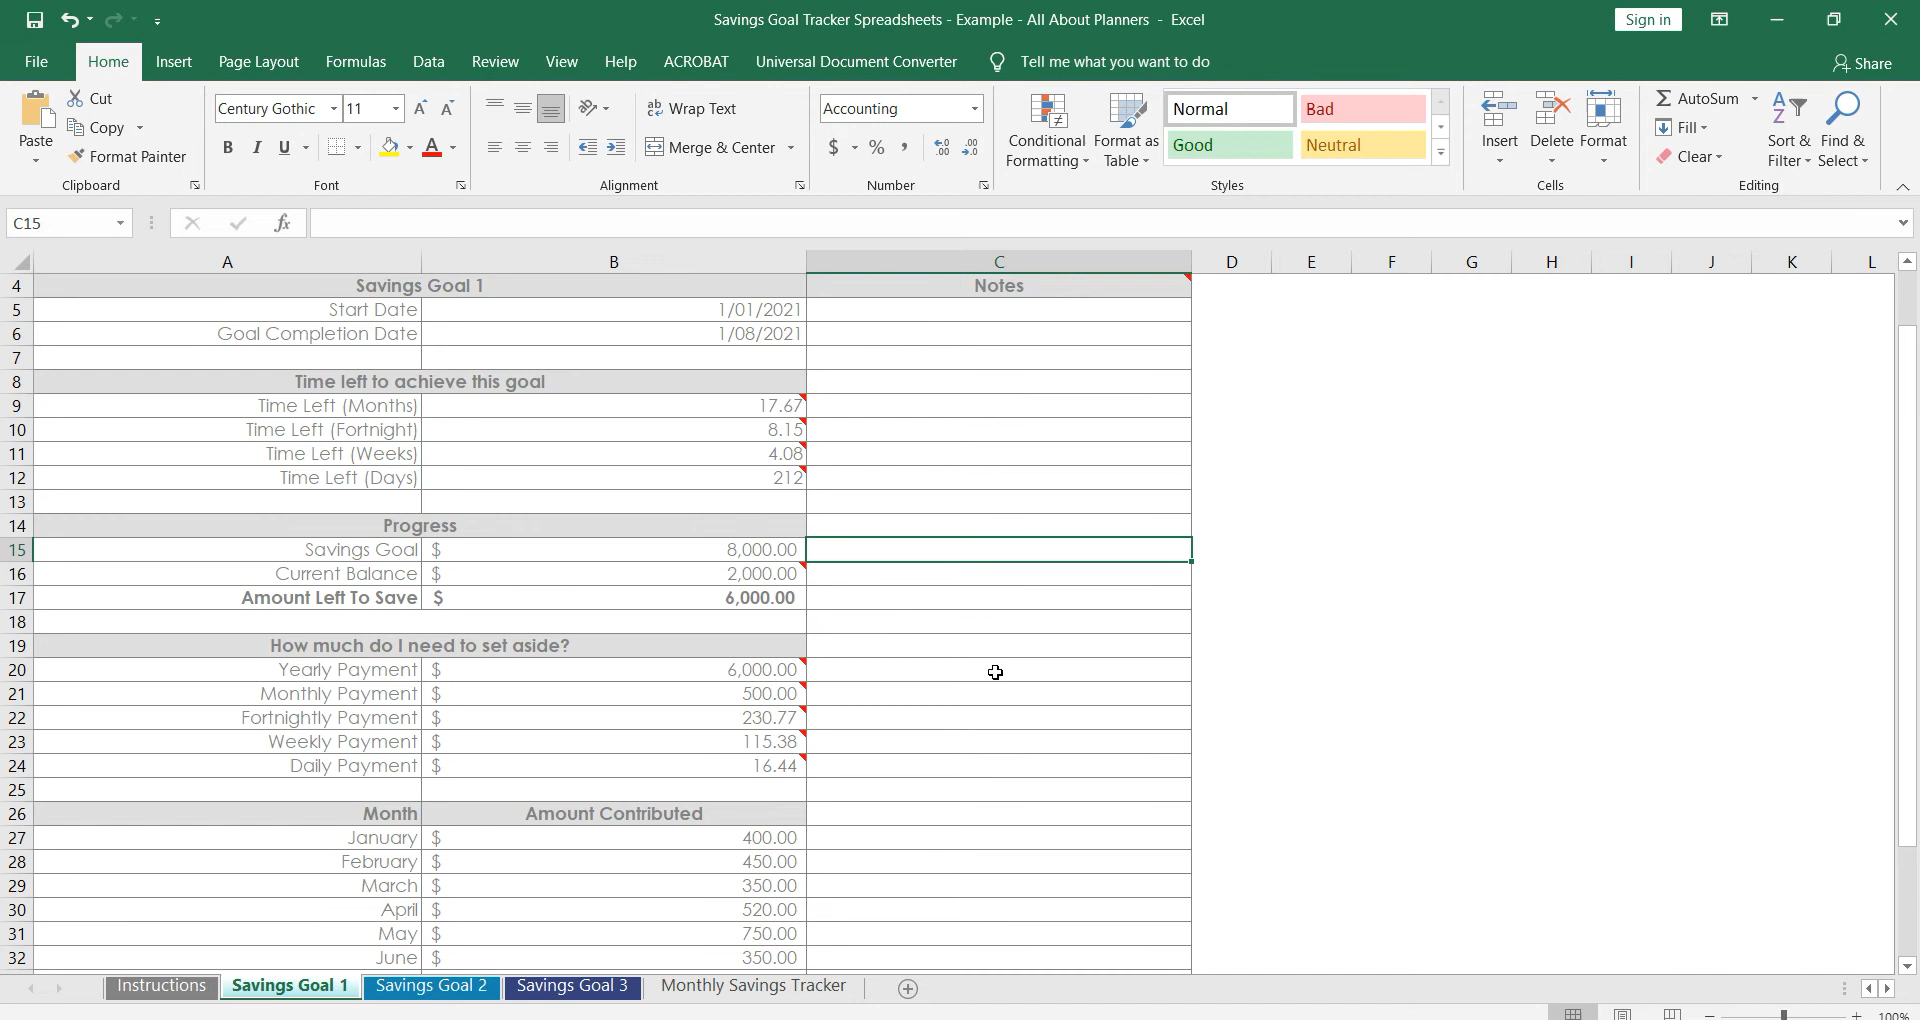 Savings Goal Tracker Spreadsheets - Example - All About Planners - Excel
Sign in
File Home Insert Page Layout Formulas Data Review View Help ACROBAT Universal Document Converter Tell me what you want to do Share
Paste
Cut
Copy
Format Painter
Clipboard
Century Gothic 11
B I U A
Font
Wrap Text
Merge & Center
Alignment
Accounting
$ % ,
Number
Conditional Formatting
Format as Table
Normal Bad
Good Neutral
Styles
Insert Delete Format
Cells
AutoSum
Fill
Clear
Sort & Filter
Find & Select
Editing
C15 fx
A B C D E F G H I J K L
4 Savings Goal 1 Notes
5 Start Date 1/01/2021
6 Goal Completion Date 1/08/2021
7
8 Time left to achieve this goal
9 Time Left (Months) 17.67
10 Time Left (Fortnight) 8.15
11 Time Left (Weeks) 4.08
12 Time Left (Days) 212
13
14 Progress
15 Savings Goal $ 8,000.00
16 Current Balance $ 2,000.00
17 Amount Left To Save $ 6,000.00
18
19 How much do I need to set aside?
20 Yearly Payment $ 6,000.00
21 Monthly Payment $ 500.00
22 Fortnightly Payment $ 230.77
23 Weekly Payment $ 115.38
24 Daily Payment $ 16.44
25
26 Month Amount Contributed
27 January $ 400.00
28 February $ 450.00
29 March $ 350.00
30 April $ 520.00
31 May $ 750.00
32 June $ 350.00
Instructions Savings Goal 1 Savings Goal 2 Savings Goal 3 Monthly Savings Tracker
100%